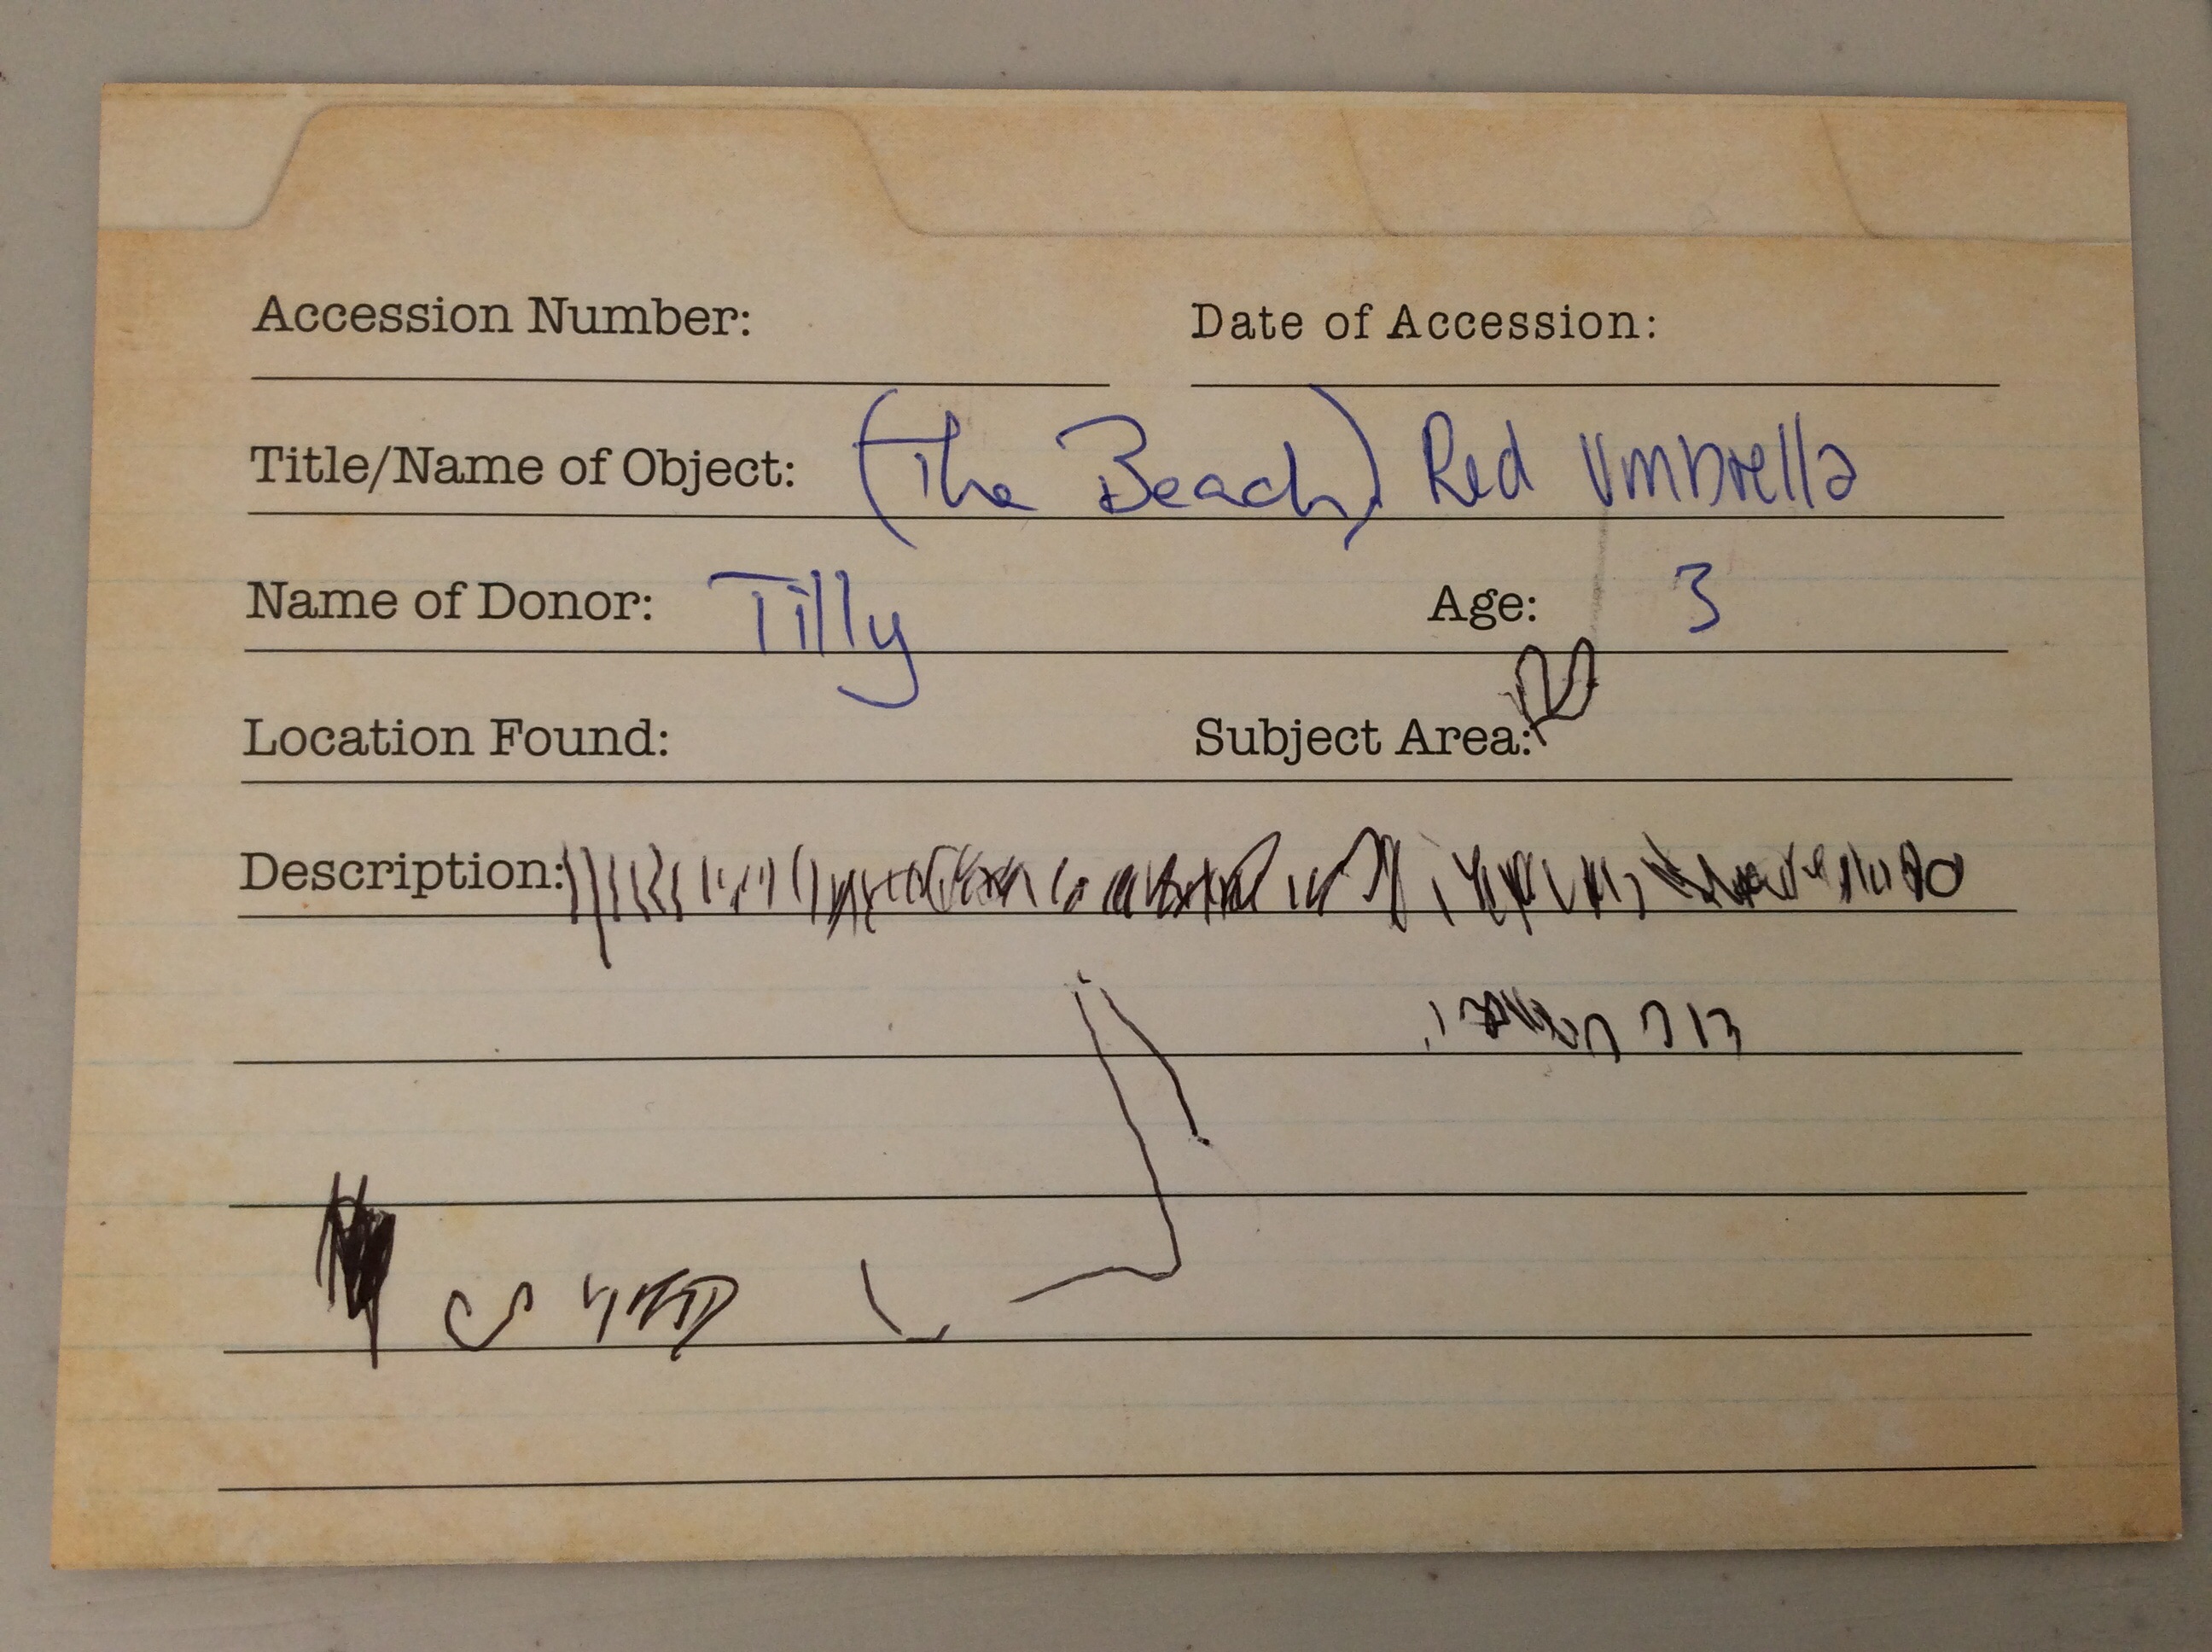 Accession Number: Date of Accession:
Title/Name of Object: (The Beach) Red Umbrella
Name of Donor: Tilly Age: 3
Location Found: Subject Area:
Description: